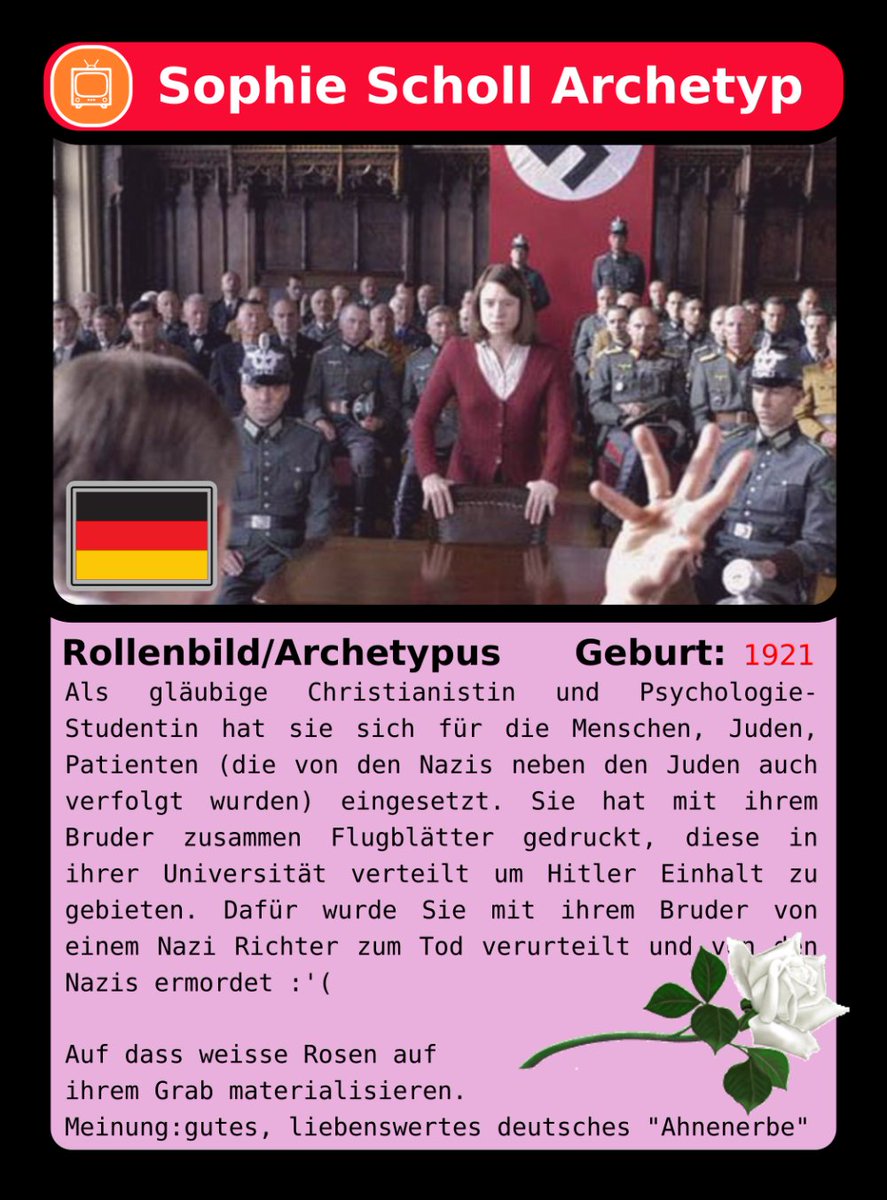 Sophie Scholl Archetyp
Rollenbild/Archetypus Geburt: 1921
Als gläubige Christianistin und Psychologie-
Studentin hat sie sich für die Menschen, Juden,
Patienten (die von den Nazis neben den Juden auch
verfolgt wurden) eingesetzt. Sie hat mit ihrem
Bruder zusammen Flugblätter gedruckt, diese in
ihrer Universität verteilt um Hitler Einhalt zu
gebieten. Dafür wurde Sie mit ihrem Bruder von
einem Nazi Richter zum Tod verurteilt und von den
Nazis ermordet :'(
Auf dass weisse Rosen auf
ihrem Grab materialisieren.
Meinung:gutes, liebenswertes deutsches "Ahnenerbe"